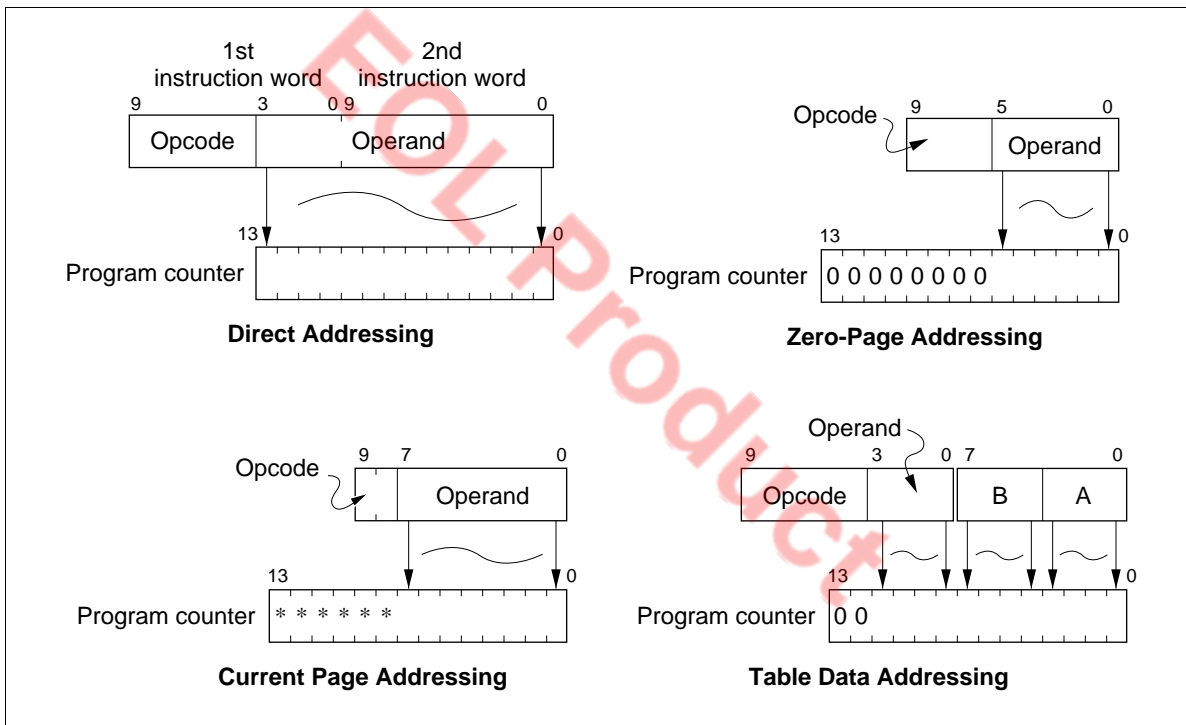 1st
instruction word
2nd
instruction word
9 3 0 9 0
Opcode Operand
13 0
Program counter
Direct Addressing
9 5 0
Opcode
Operand
13 0
Program counter 0 0 0 0 0 0 0 0
Zero-Page Addressing
9 7 0
Opcode
Operand
13 0
Program counter * * * * * *
Current Page Addressing
Operand
9 3 0 7 0
Opcode B A
13 0
Program counter 0 0
Table Data Addressing
EOL Product